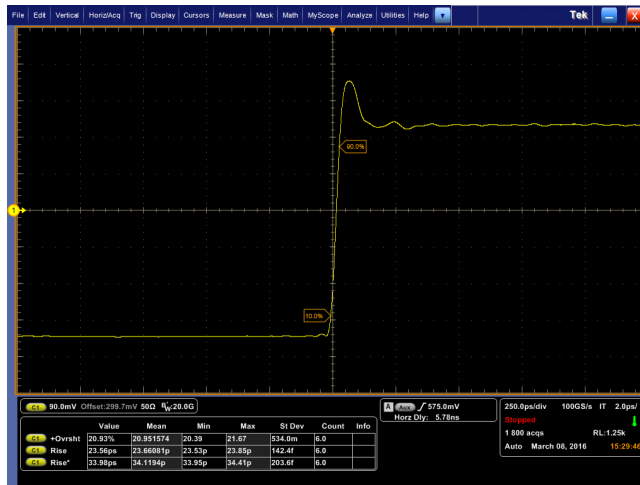 File Edit Vertical Horiz/Acq Trig Display Cursors Measure Mask Math MyScope Analyze Utilities Help Tek X
90.0%
1
10.0%
C1 90.0mV Offset:299.7mV 50Ω BW:20.0G
A Aux 575.0mV
Horz Dly: 5.78ns
250.0ps/div 100GS/s IT 2.0ps/
Stopped
1 800 acqs RL:1.25k
Auto March 08, 2016 15:29:46
Value Mean Min Max St Dev Count Info
C1 +Ovrsht 20.93% 20.951574 20.39 21.67 534.0m 6.0
C1 Rise 23.56ps 23.66081p 23.53p 23.85p 142.4f 6.0
C1 Rise* 33.98ps 34.1194p 33.95p 34.41p 203.6f 6.0